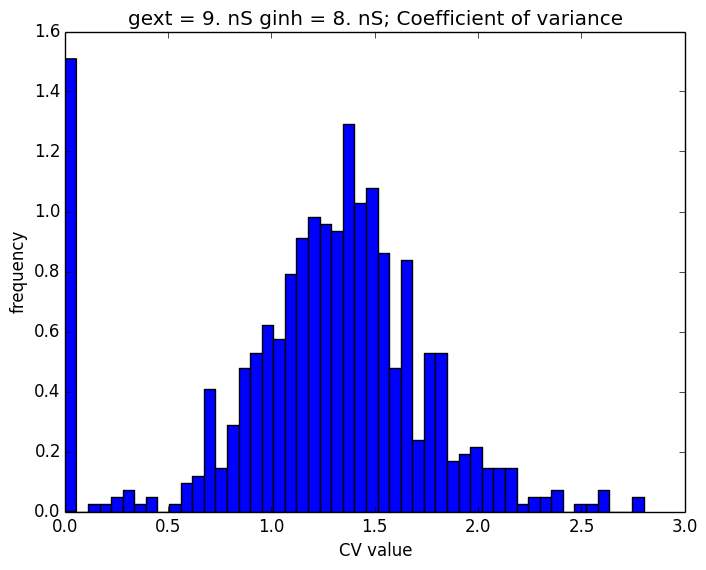 gext = 9. nS ginh = 8. nS; Coefficient of variance
1.6
1.4
1.2
1.0
0.8
0.6
0.4
0.2
0.0
frequency
0.0 0.5 1.0 1.5 2.0 2.5 3.0
CV value